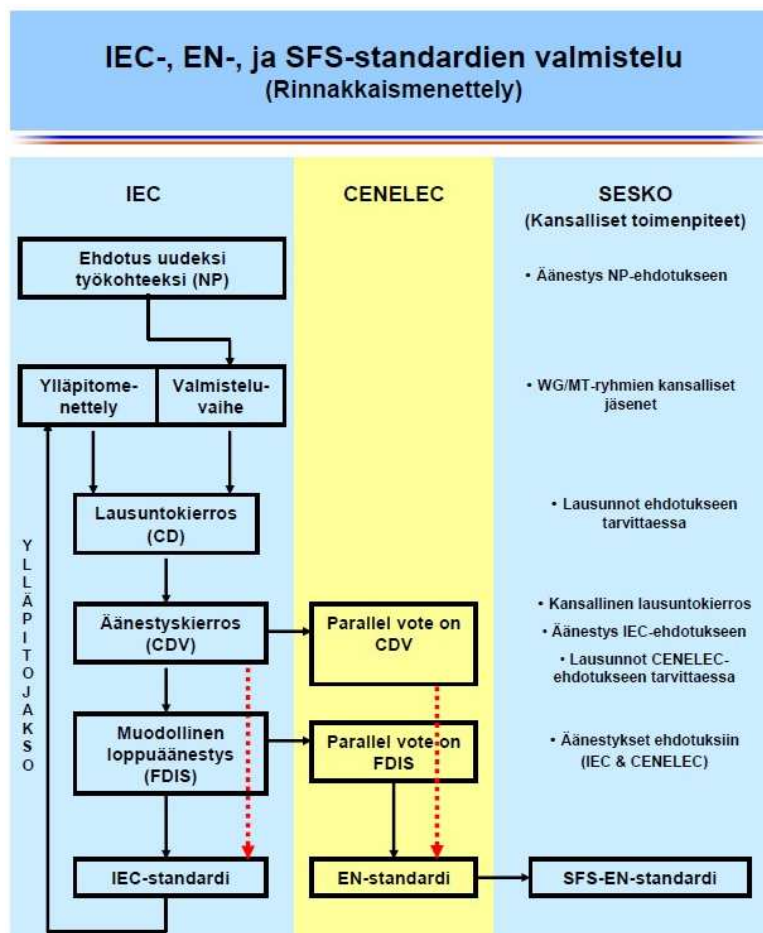 IEC-, EN-, ja SFS-standardien valmistelu
(Rinnakkaismenettely)
IEC
CENELEC
SESKO
(Kansalliset toimenpiteet)
Ehdotus uudeksi
työkohteeksi (NP)
• Äänestys NP-ehdotukseen
Ylläpitome-
nettely
Valmistelu-
vaihe
• WG/MT-ryhmien kansalliset
jäsenet
Lausuntokierros
(CD)
• Lausunnot ehdotukseen
tarvittaessa
YLLÄPITOJAKSO
Äänestyskierros
(CDV)
Parallel vote on
CDV
• Kansallinen lausuntokierros
• Äänestys IEC-ehdotukseen
• Lausunnot CENELEC-
ehdotukseen tarvittaessa
Muodollinen
loppuäänestys
(FDIS)
Parallel vote on
FDIS
• Äänestykset ehdotuksiin
(IEC & CENELEC)
IEC-standardi
EN-standardi
SFS-EN-standardi